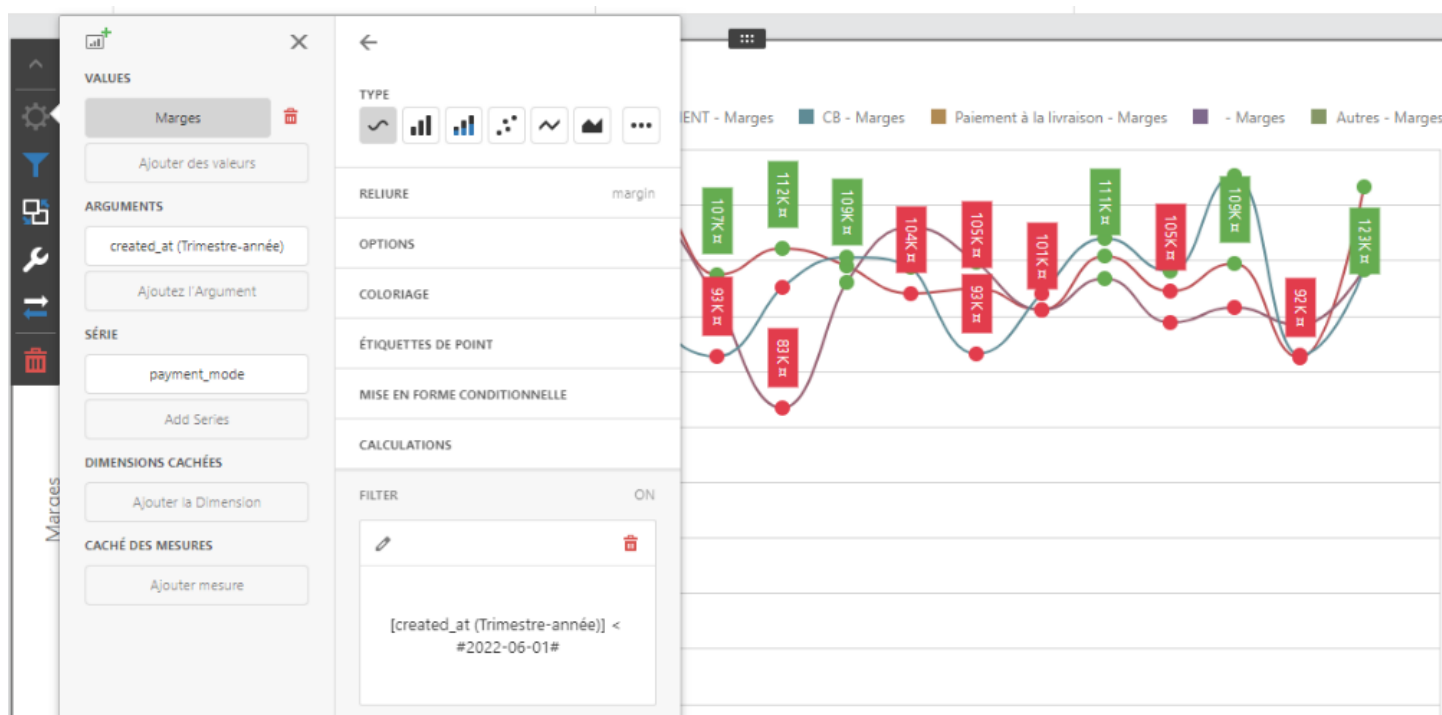 VALUES
Marges
Ajouter des valeurs
ARGUMENTS
created_at (Trimestre-année)
Ajoutez l'Argument
SÉRIE
payment_mode
Add Series
DIMENSIONS CACHÉES
Ajouter la Dimension
CACHÉ DES MESURES
Ajouter mesure
TYPE
RELIURE margin
OPTIONS
COLORIAGE
ÉTIQUETTES DE POINT
MISE EN FORME CONDITIONNELLE
CALCULATIONS
FILTER ON
[created_at (Trimestre-année)] <
#2022-06-01#
ENT - Marges CB - Marges Paiement à la livraison - Marges - Marges Autres - Marges
107K ¤
112K ¤
109K ¤
104K ¤
105K ¤
101K ¤
111K ¤
105K ¤
109K ¤
123K ¤
93K ¤
83K ¤
93K ¤
92K ¤
Marges